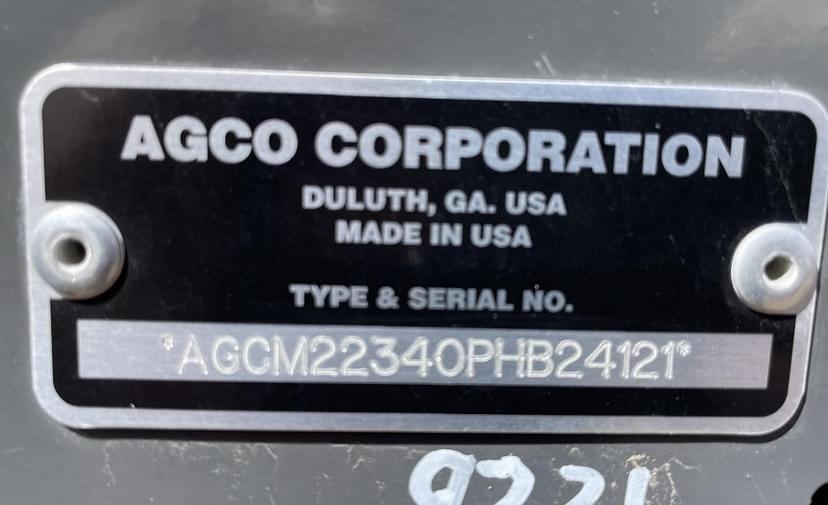 AGCO CORPORATION
DULUTH, GA. USA
MADE IN USA
TYPE & SERIAL NO.
*AGCM22340PHB24121*